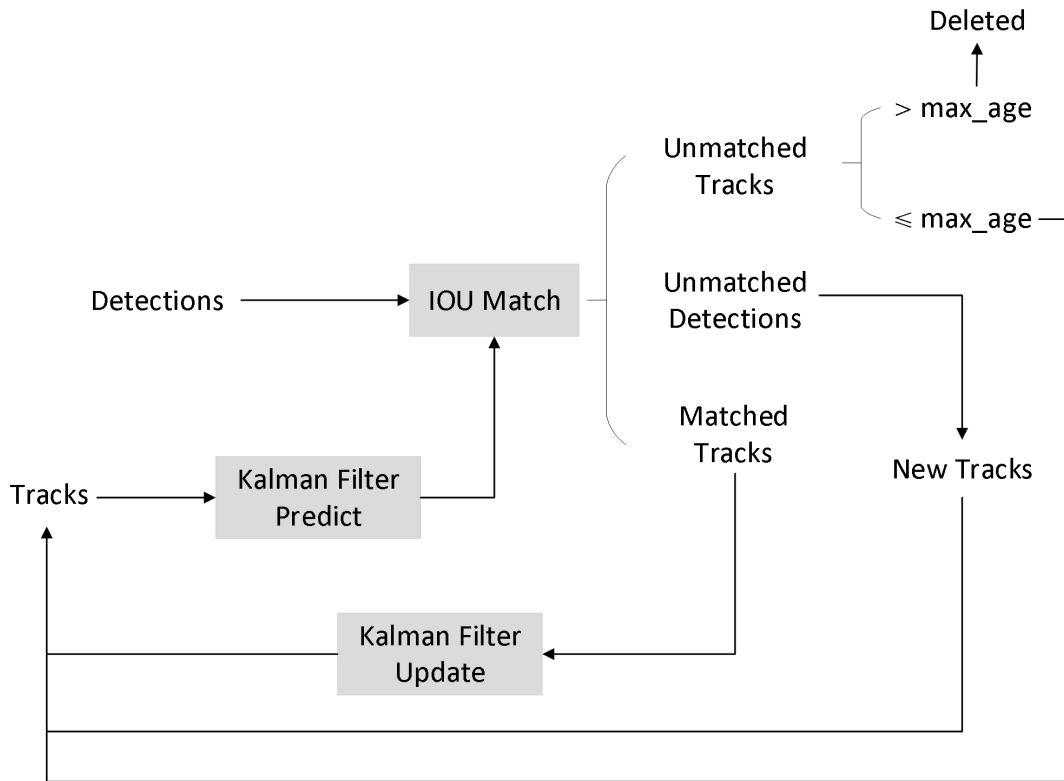 Deleted
> max_age
Unmatched
Tracks
⩽ max_age
Detections
IOU Match
Unmatched
Detections
Matched
Tracks
New Tracks
Tracks
Kalman Filter
Predict
Kalman Filter
Update